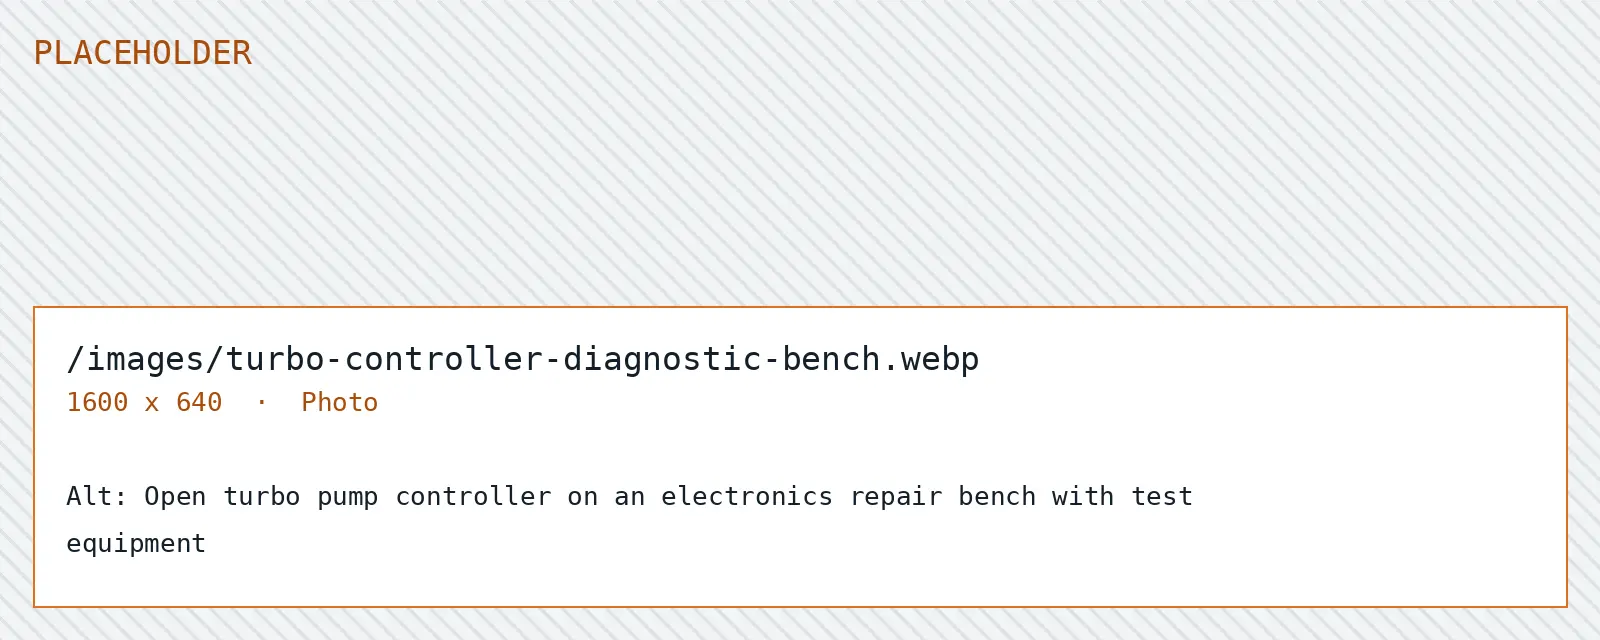 PLACEHOLDER
/images/turbo-controller-diagnostic-bench.webp
1600 x 640 · Photo
Alt: Open turbo pump controller on an electronics repair bench with test
equipment